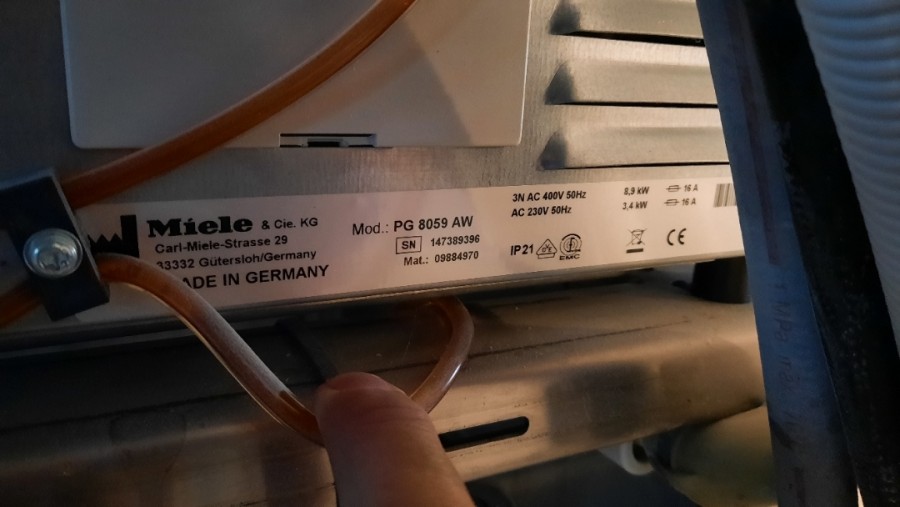 Miele & Cie. KG
Carl-Miele-Strasse 29
33332 Gütersloh/Germany
ADE IN GERMANY
Mod.: PG 8059 AW
SN 147389396
Mat.: 09884970
3N AC 400V 50Hz 8,9 kW 16 A
AC 230V 50Hz 3,4 kW 16 A
IP21 EMC CE